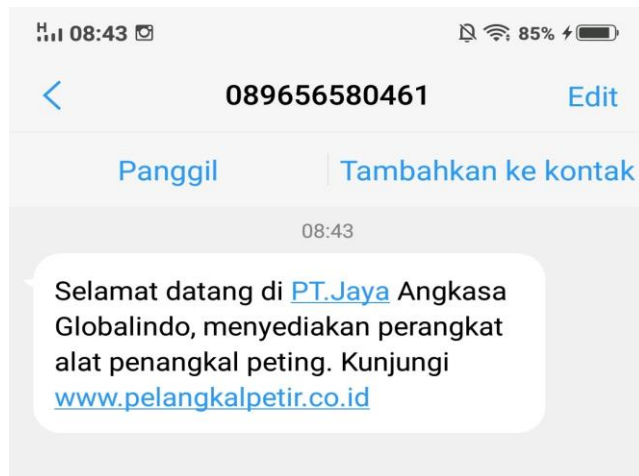 H 08:43 85%
< 089656580461 Edit
Panggil Tambahkan ke kontak
08:43
Selamat datang di PT.Jaya Angkasa
Globalindo, menyediakan perangkat
alat penangkal peting. Kunjungi
www.pelangkalpetir.co.id